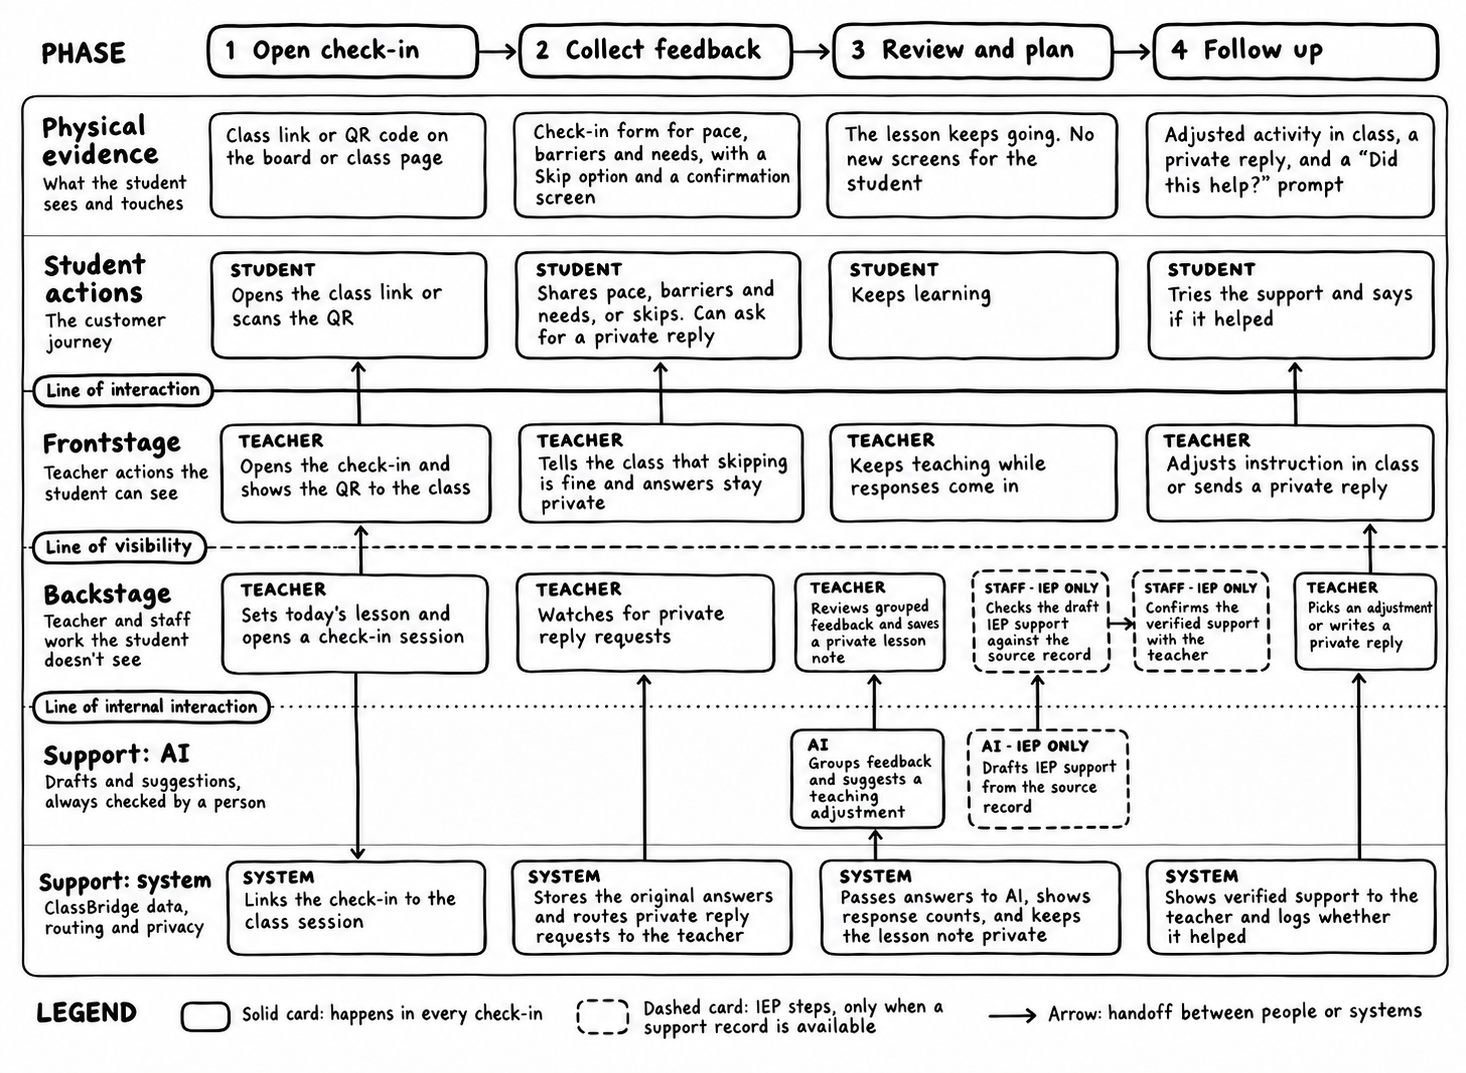 PHASE
1 Open check-in
2 Collect feedback
3 Review and plan
4 Follow up
Physical
evidence
What the student
sees and touches
Class link or QR code on
the board or class page
Check-in form for pace,
barriers and needs, with a
Skip option and a confirmation
screen
The lesson keeps going. No
new screens for the
student
Adjusted activity in class, a
private reply, and a “Did
this help?” prompt
Student
actions
The customer
journey
STUDENT
Opens the class link or
scans the QR
STUDENT
Shares pace, barriers and
needs, or skips. Can ask
for a private reply
STUDENT
Keeps learning
STUDENT
Tries the support and says
if it helped
Line of interaction
Frontstage
Teacher actions the
student can see
TEACHER
Opens the check-in and
shows the QR to the class
TEACHER
Tells the class that skipping
is fine and answers stay
private
TEACHER
Keeps teaching while
responses come in
TEACHER
Adjusts instruction in class
or sends a private reply
Line of visibility
Backstage
Teacher and staff
work the student
doesn't see
TEACHER
Sets today's lesson and
opens a check-in session
TEACHER
Watches for private
reply requests
TEACHER
Reviews grouped
feedback and saves
a private lesson
note
STAFF - IEP ONLY
Checks the draft
IEP support
against the
source record
STAFF - IEP ONLY
Confirms the
verified support
with the
teacher
TEACHER
Picks an adjustment
or writes a
private reply
Line of internal interaction
Support: AI
Drafts and suggestions,
always checked by a person
AI
Groups feedback
and suggests a
teaching
adjustment
AI - IEP ONLY
Drafts IEP support
from the source
record
Support: system
ClassBridge data,
routing and privacy
SYSTEM
Links the check-in to the
class session
SYSTEM
Stores the original answers
and routes private reply
requests to the teacher
SYSTEM
Passes answers to AI, shows
response counts, and keeps
the lesson note private
SYSTEM
Shows verified support to the
teacher and logs whether
it helped
LEGEND
Solid card: happens in every check-in
Dashed card: IEP steps, only when a
support record is available
Arrow: handoff between people or systems